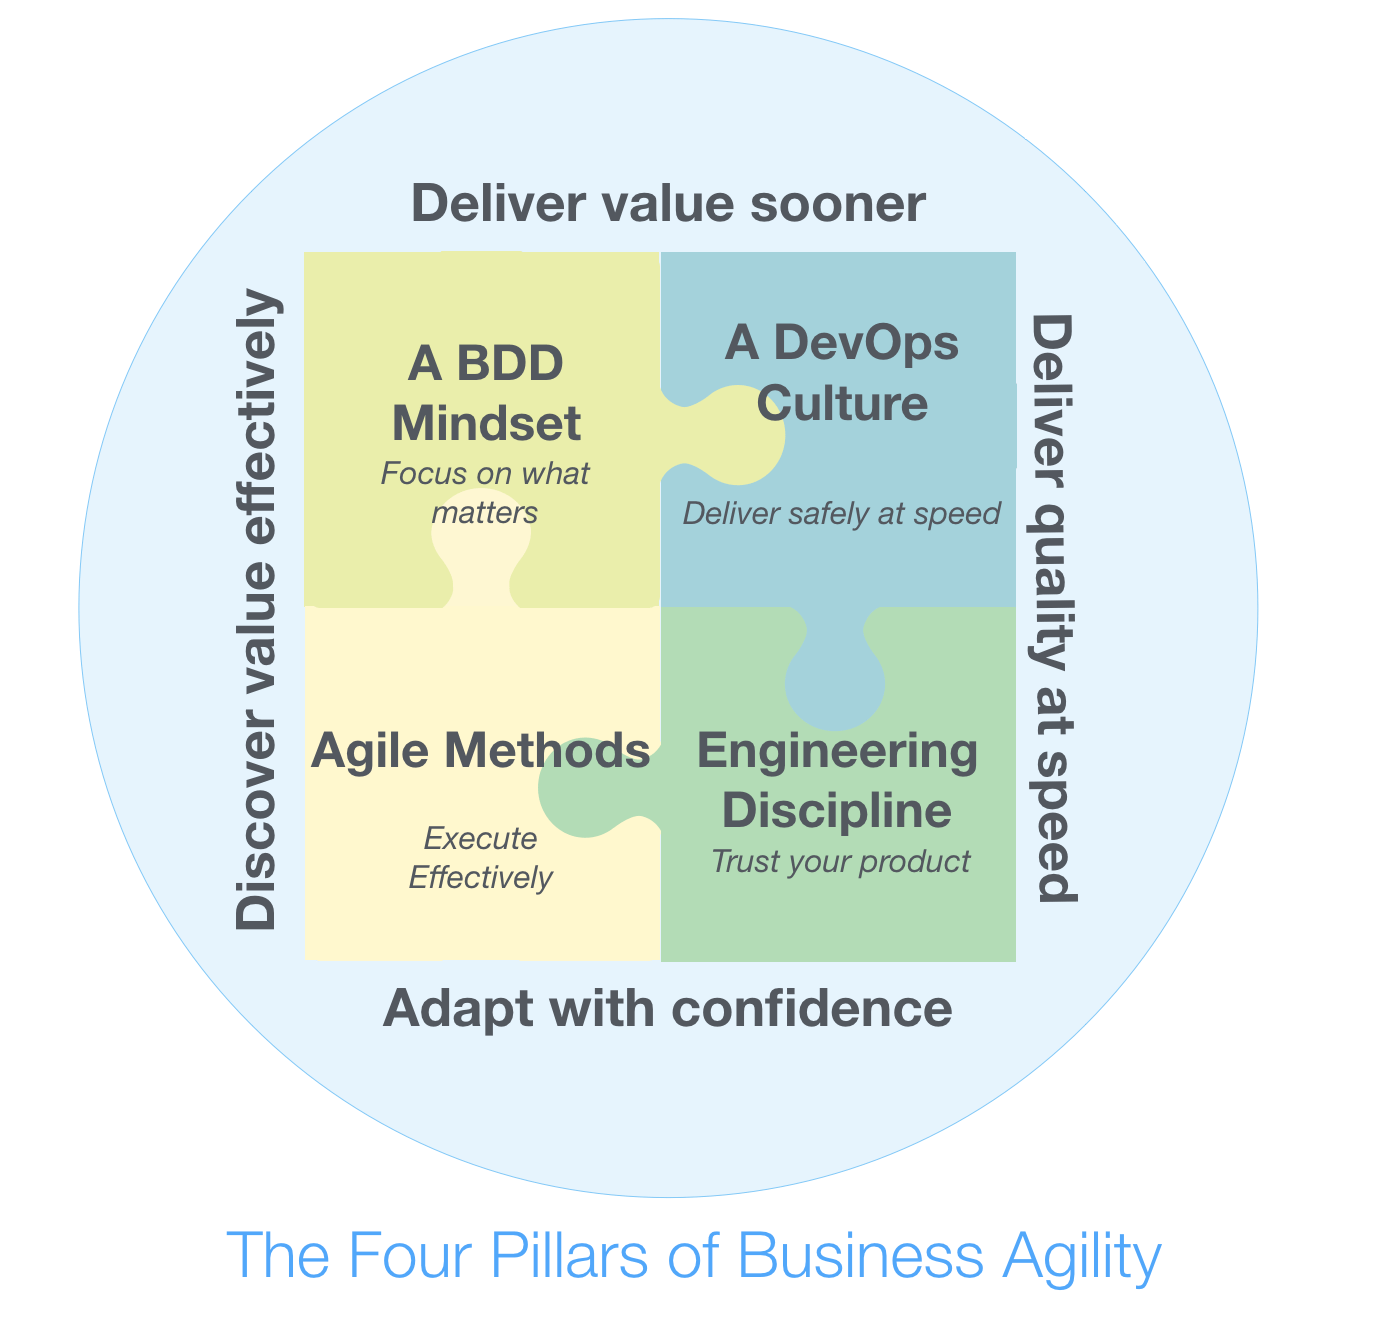 Deliver value sooner
Discover value effectively
A BDD
Mindset
Focus on what
matters
A DevOps
Culture
Deliver safely at speed
Deliver quality at speed
Agile Methods
Execute
Effectively
Engineering
Discipline
Trust your product
Adapt with confidence
The Four Pillars of Business Agility